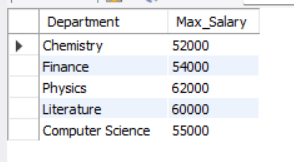 Department Max_Salary
Chemistry 52000
Finance 54000
Physics 62000
Literature 60000
Computer Science 55000